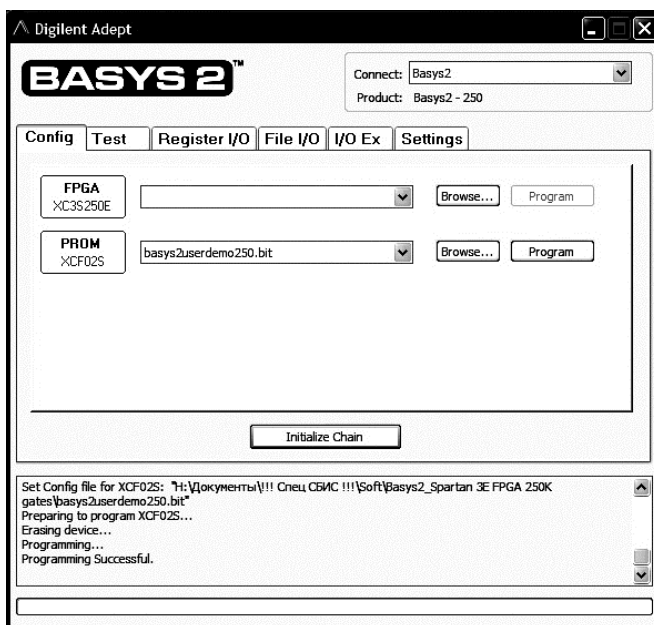 Digilent Adept
BASYS 2™
Connect: Basys2
Product: Basys2 - 250
Config Test Register I/O File I/O I/O Ex Settings
FPGA
XC3S250E
Browse... Program
PROM
XCF02S
basys2userdemo250.bit Browse... Program
Initialize Chain
Set Config file for XCF02S: "H:\Документы\!!! Спец СБИС !!!\Soft\Basys2_Spartan 3E FPGA 250K
gates\basys2userdemo250.bit"
Preparing to program XCF02S...
Erasing device...
Programming...
Programming Successful.